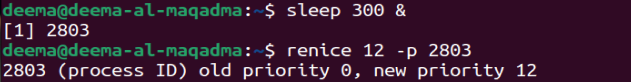 deema@deema-al-maqadma:~$ sleep 300 &
[1] 2803
deema@deema-al-maqadma:~$ renice 12 -p 2803
2803 (process ID) old priority 0, new priority 12